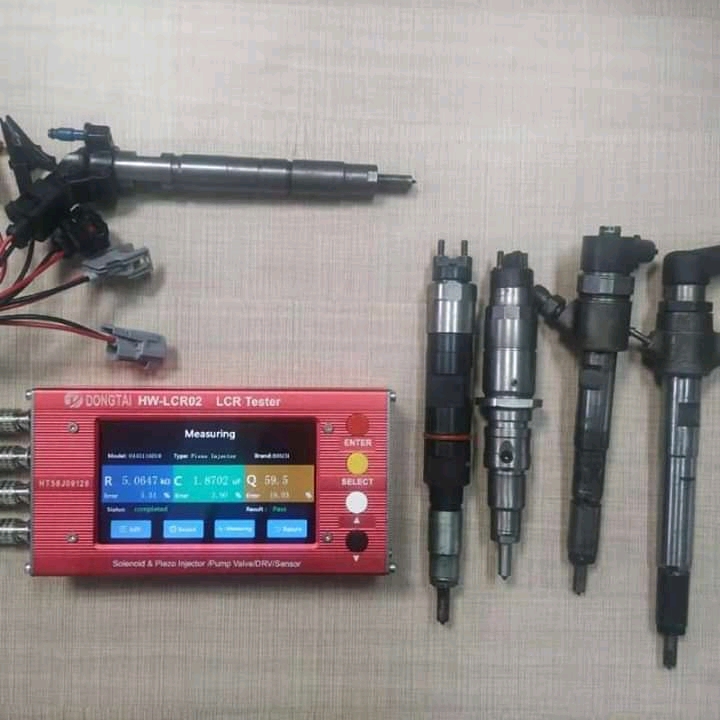 DONGTAI HW-LCR02 LCR Tester
HT58J09128
Measuring
Type: Piezo Injector Brand: BOSCH
R 5.0647 kΩ C 1.8702 uF Q 59.5
Error % Error % Error %
Status: completed Result: Pass
Edit Record Measuring Return
ENTER
SELECT
Solenoid & Piezo Injector /Pump Valve/DRV/Sensor